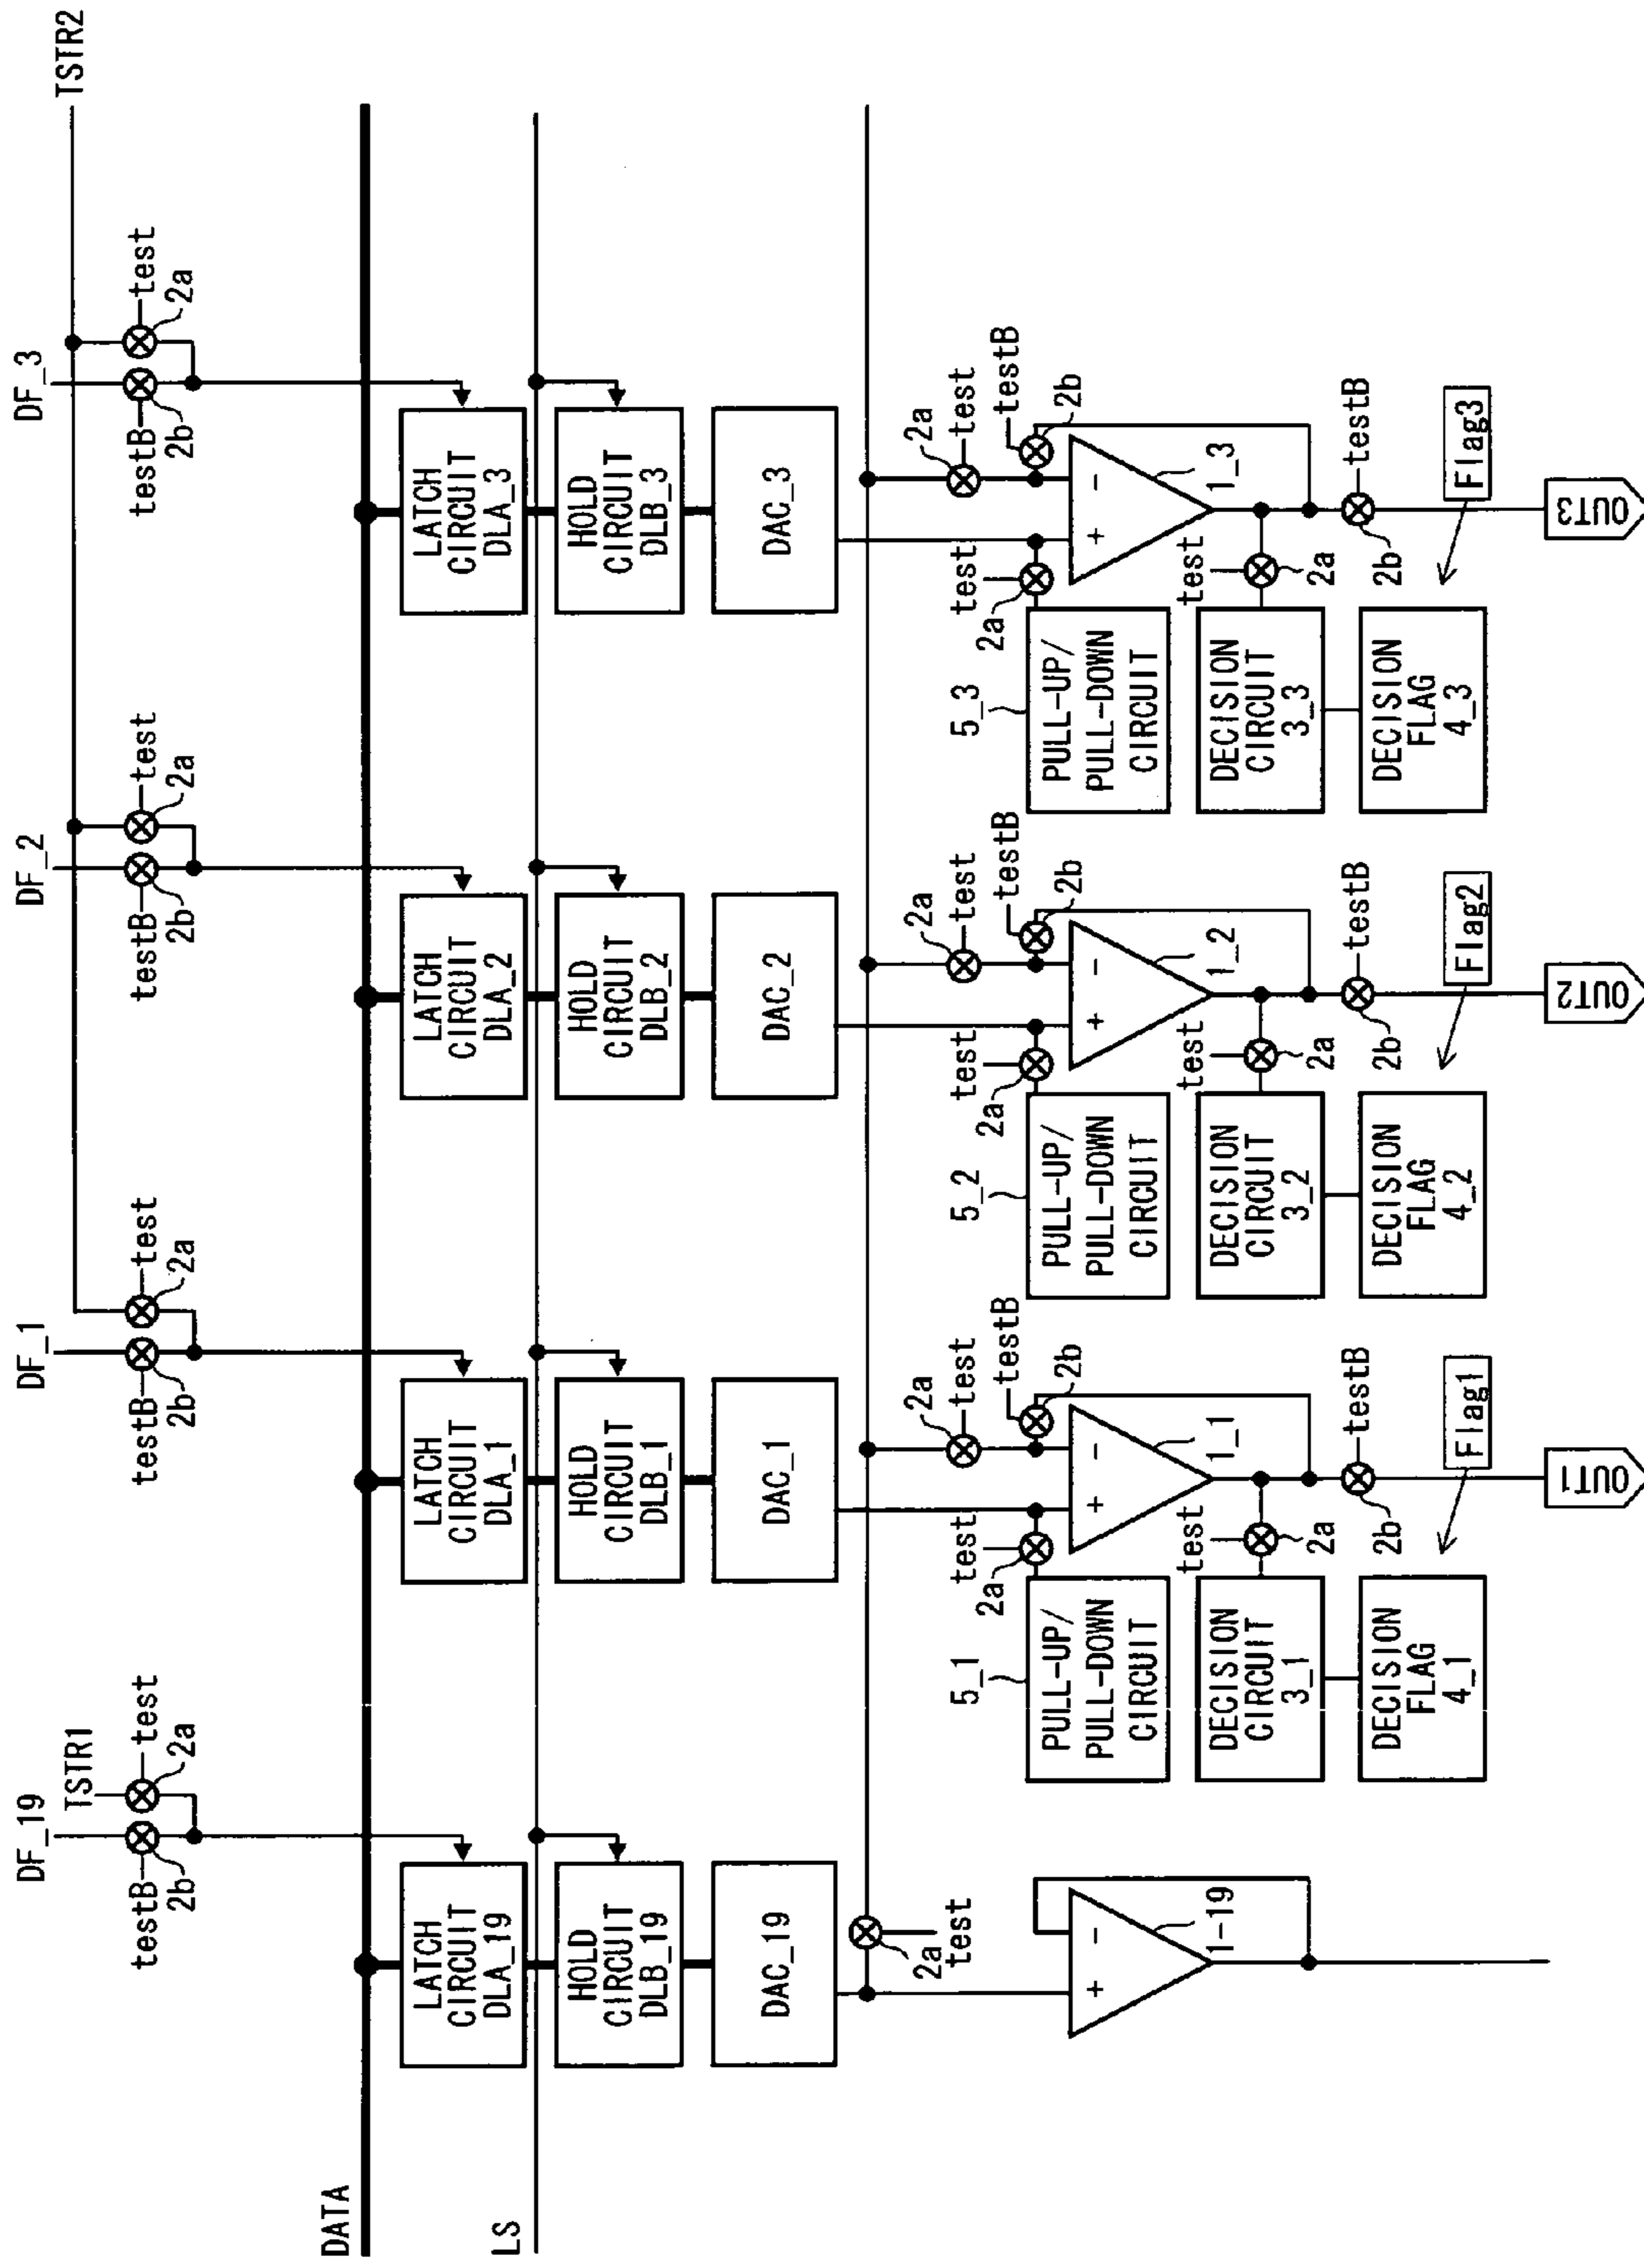 DF_19
TSTR1
DF_1
DF_2
DF_3
TSTR2
testB
test
2b
2a
testB
test
2b
2a
testB
test
2b
2a
testB
test
2b
2a
DATA
LATCH
CIRCUIT
DLA_19
LATCH
CIRCUIT
DLA_1
LATCH
CIRCUIT
DLA_2
LATCH
CIRCUIT
DLA_3
LS
HOLD
CIRCUIT
DLB_19
HOLD
CIRCUIT
DLB_1
HOLD
CIRCUIT
DLB_2
HOLD
CIRCUIT
DLB_3
DAC_19
DAC_1
DAC_2
DAC_3
2a
test
+
-
1-19
2a
test
testB
2b
test
2a
5_1
PULL-UP/
PULL-DOWN
CIRCUIT
+
-
1_1
DECISION
CIRCUIT
3_1
test
2a
testB
2b
DECISION
FLAG
4_1
Flag1
OUT1
2a
test
testB
2b
test
2a
5_2
PULL-UP/
PULL-DOWN
CIRCUIT
+
-
1_2
DECISION
CIRCUIT
3_2
test
2a
testB
2b
DECISION
FLAG
4_2
Flag2
OUT2
2a
test
testB
2b
test
2a
5_3
PULL-UP/
PULL-DOWN
CIRCUIT
+
-
1_3
DECISION
CIRCUIT
3_3
test
2a
testB
2b
DECISION
FLAG
4_3
Flag3
OUT3